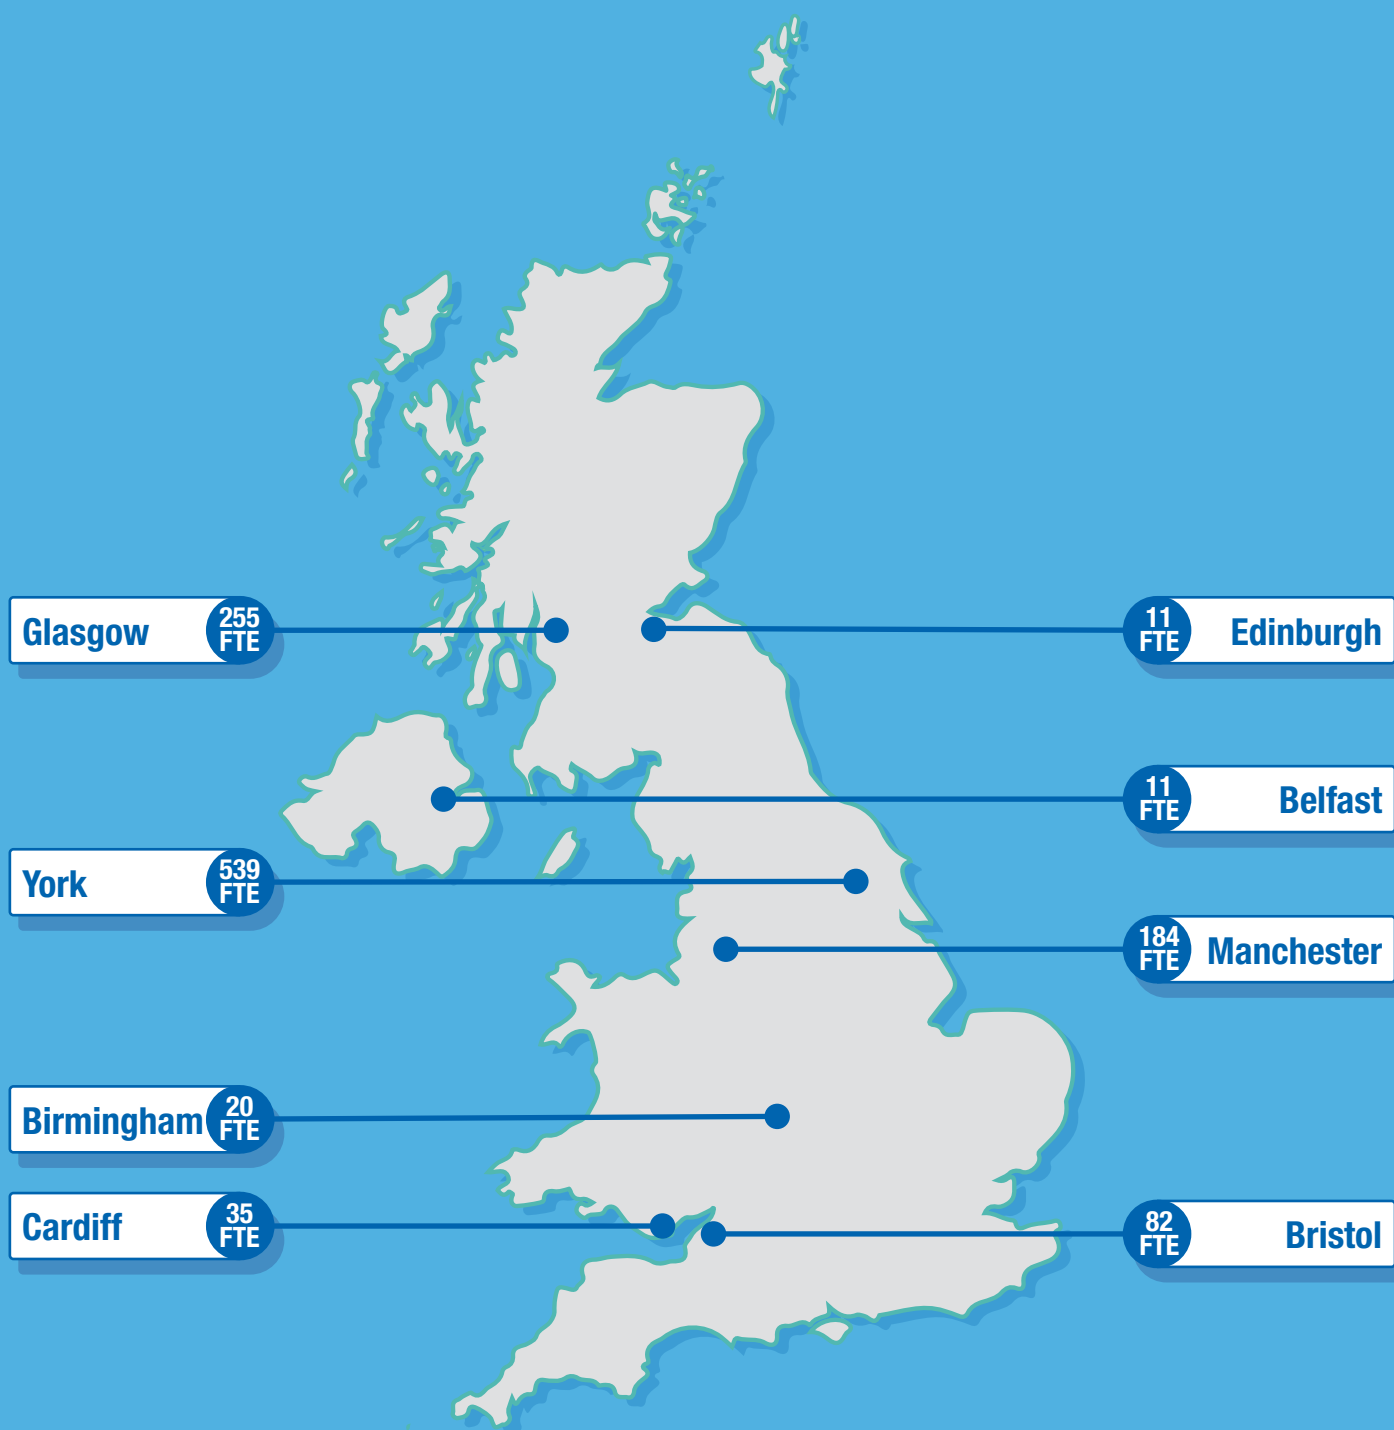 Glasgow
255
FTE
11
FTE
Edinburgh
11
FTE
Belfast
York
539
FTE
184
FTE
Manchester
Birmingham
20
FTE
Cardiff
35
FTE
82
FTE
Bristol